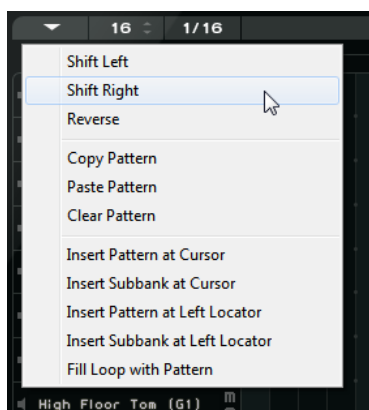 16 1/16
Shift Left
Shift Right
Reverse
Copy Pattern
Paste Pattern
Clear Pattern
Insert Pattern at Cursor
Insert Subbank at Cursor
Insert Pattern at Left Locator
Insert Subbank at Left Locator
Fill Loop with Pattern
High Floor Tom (G1) m